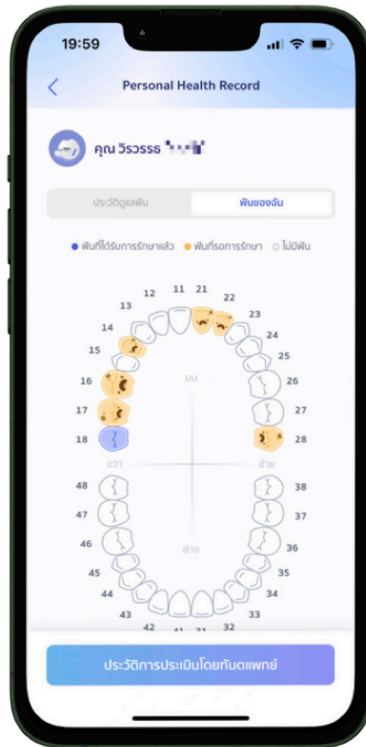 19:59
Personal Health Record
คุณ วิรวรรธ
ประวัติดูแลฟัน ฟันของฉัน
ฟันที่ได้รับการรักษาแล้ว ฟันที่รอการรักษา ไม่มีฟัน
11 21
12 22
13 23
14 24
15 25
บน
16 26
17 27
18 28
ขวา ซ้าย
48 38
47 37
46 36
ล่าง
45 35
44 34
43 33
42 41 31 32
ประวัติการประเมินโดยทันตแพทย์